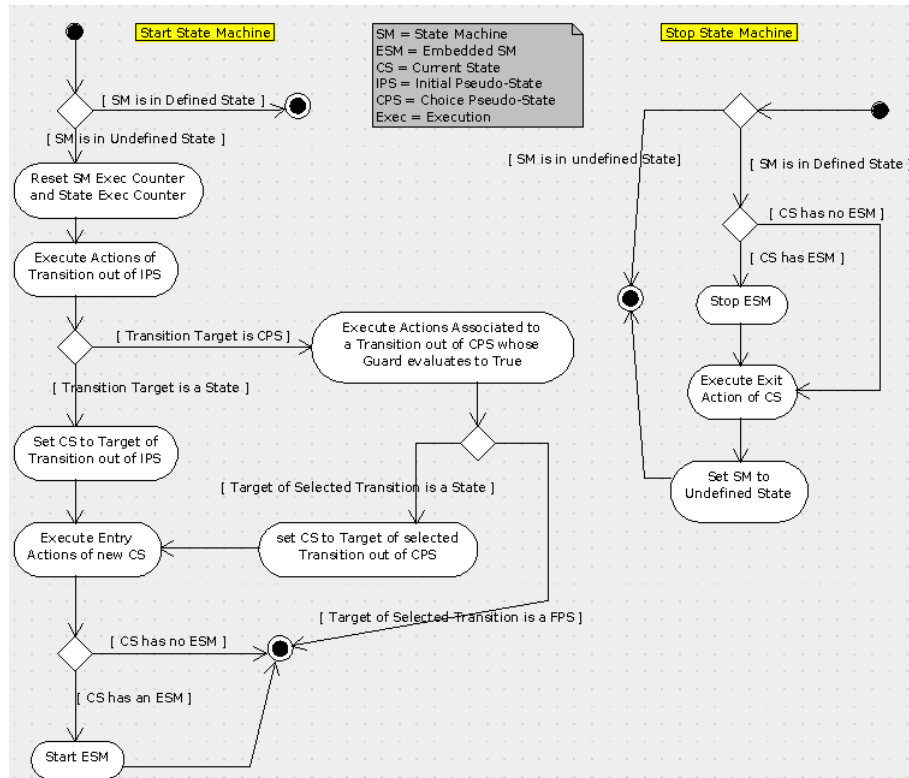 Start State Machine
SM = State Machine
ESM = Embedded SM
CS = Current State
IPS = Initial Pseudo-State
CPS = Choice Pseudo-State
Exec = Execution
Stop State Machine
[ SM is in Defined State ]
[ SM is in Undefined State ]
Reset SM Exec Counter
and State Exec Counter
Execute Actions of
Transition out of IPS
[ Transition Target is CPS ]
Execute Actions Associated to
a Transition out of CPS whose
Guard evaluates to True
[ Transition Target is a State ]
Set CS to Target of
Transition out of IPS
[ Target of Selected Transition is a State ]
Execute Entry
Actions of new CS
set CS to Target of selected
Transition out of CPS
[ Target of Selected Transition is a FPS ]
[ CS has no ESM ]
[ CS has an ESM ]
Start ESM
[ SM is in undefined State]
[ SM is in Defined State ]
[ CS has no ESM ]
[ CS has ESM ]
Stop ESM
Execute Exit
Action of CS
Set SM to
Undefined State